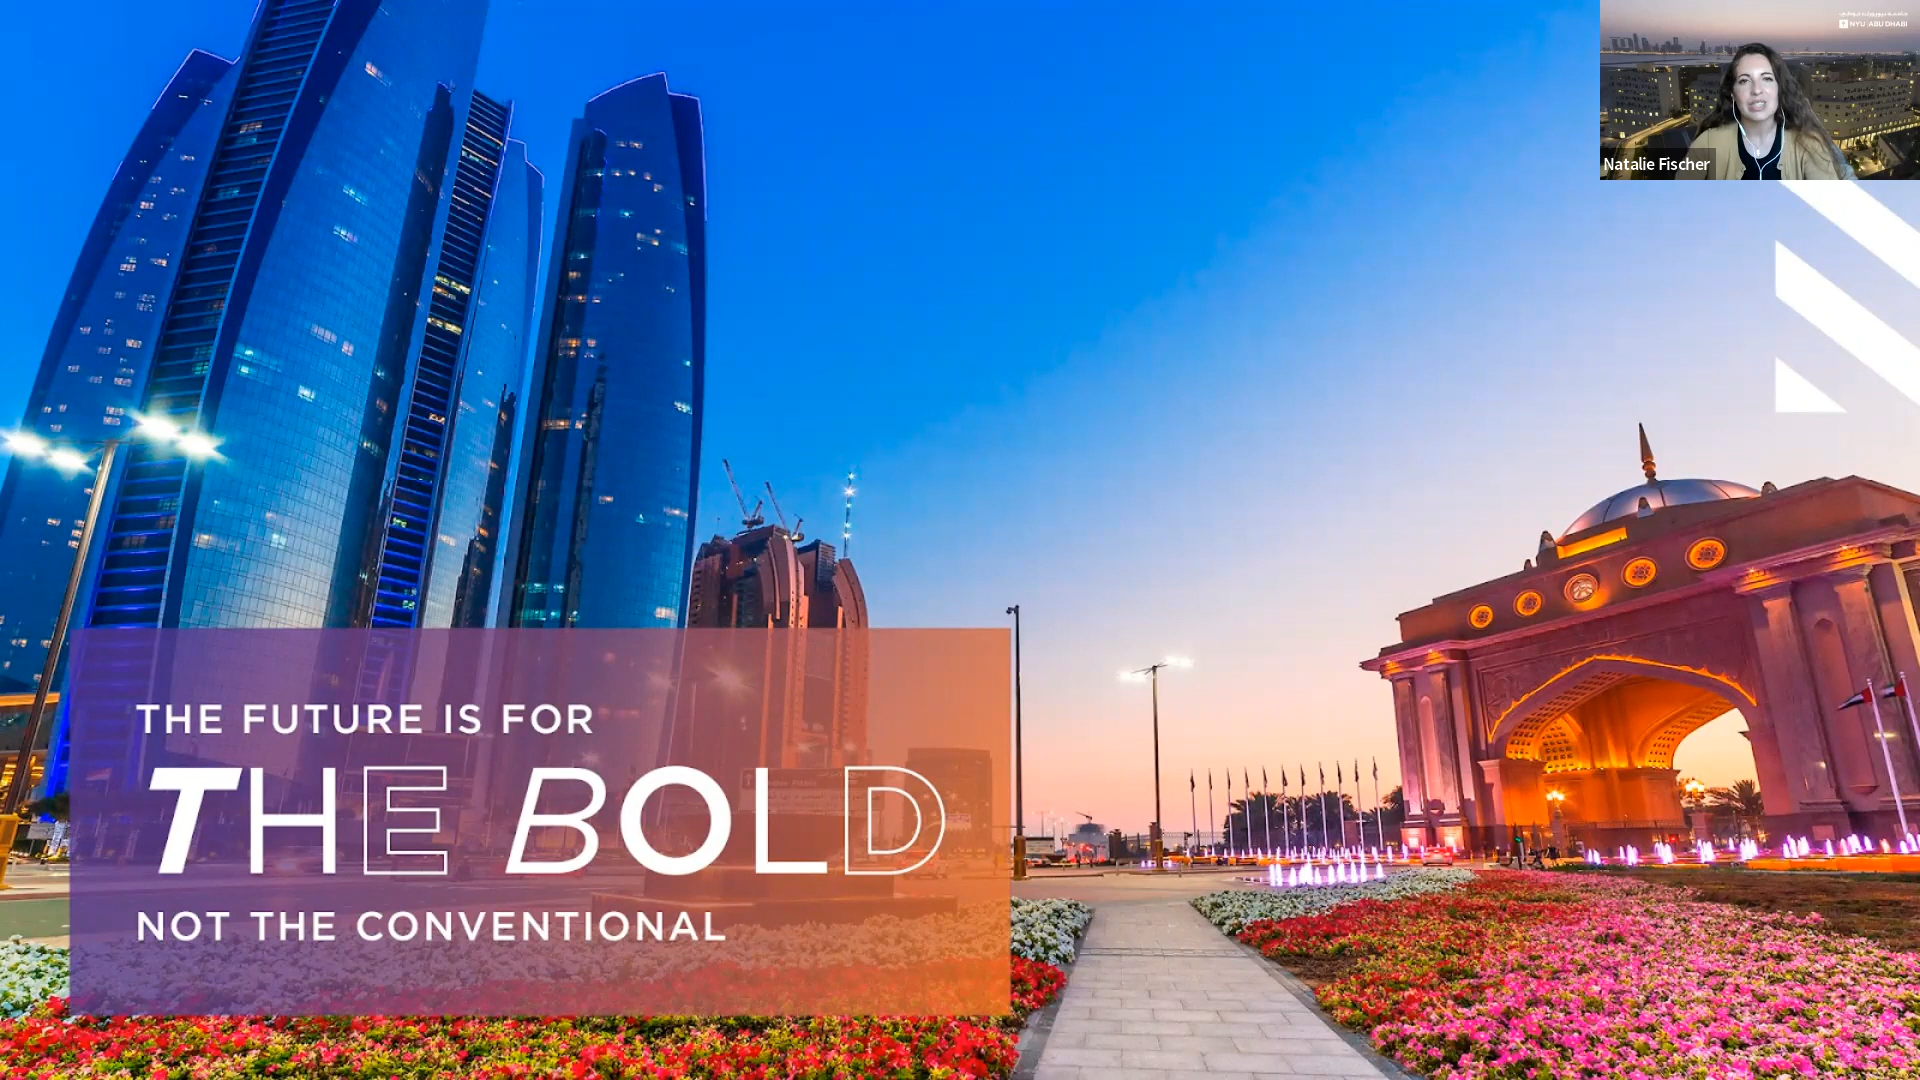 NYU ABU DHABI
Natalie Fischer
THE FUTURE IS FOR
THE BOLD
NOT THE CONVENTIONAL